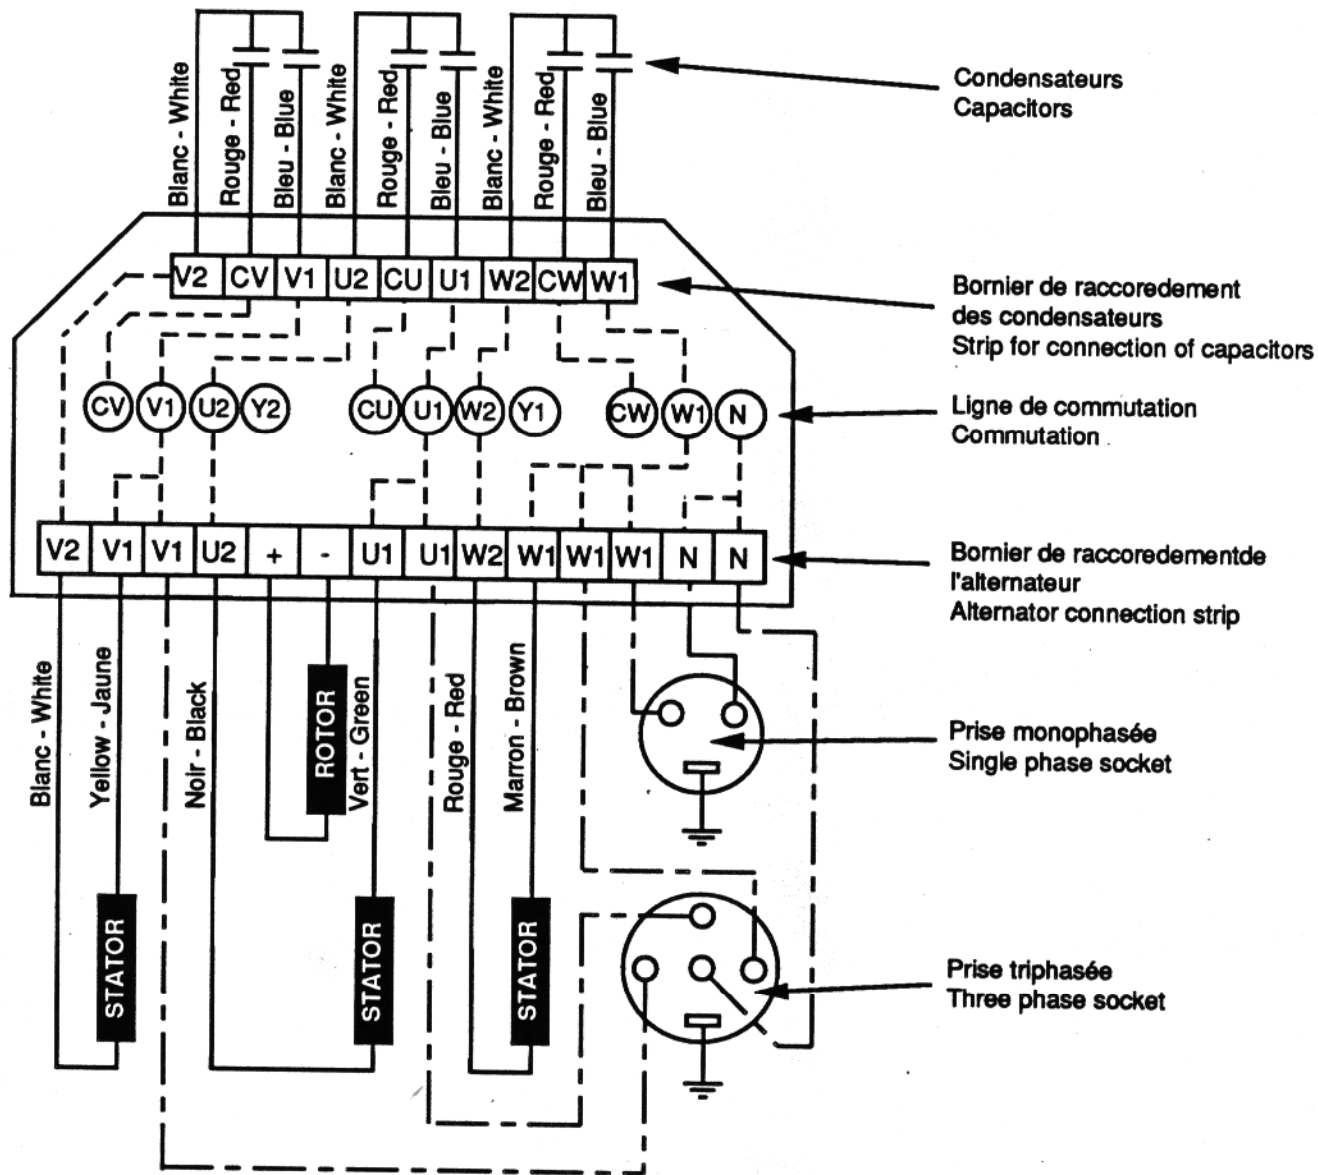 Blanc - White
Rouge - Red
Bleu - Blue
Blanc - White
Rouge - Red
Bleu - Blue
Blanc - White
Rouge - Red
Bleu - Blue
Condensateurs
Capacitors
V2 CV V1 U2 CU U1 W2 CW W1
Bornier de raccoredement
des condensateurs
Strip for connection of capacitors
CV V1 U2 Y2 CU U1 W2 Y1 CW W1 N
Ligne de commutation
Commutation
V2 V1 V1 U2 + - U1 U1 W2 W1 W1 W1 N N
Bornier de raccoredementde
l'alternateur
Alternator connection strip
Blanc - White
Yellow - Jaune
Noir - Black
ROTOR
Vert - Green
Rouge - Red
Marron - Brown
Prise monophasée
Single phase socket
STATOR
STATOR
STATOR
Prise triphasée
Three phase socket